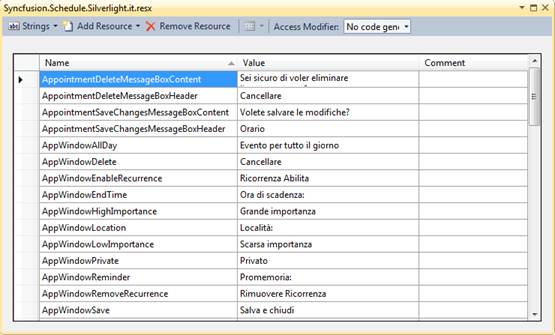 Syncfusion.Schedule.Silverlight.it.resx
Strings Add Resource Remove Resource Access Modifier: No code gen
Name Value Comment
AppointmentDeleteMessageBoxContent Sei sicuro di voler eliminare
AppointmentDeleteMessageBoxHeader Cancellare
AppointmentSaveChangesMessageBoxContent Volete salvare le modifiche?
AppointmentSaveChangesMessageBoxHeader Orario
AppWindowAllDay Evento per tutto il giorno
AppWindowDelete Cancellare
AppWindowEnableRecurrence Ricorrenza Abilita
AppWindowEndTime Ora di scadenza:
AppWindowHighImportance Grande importanza
AppWindowLocation Località:
AppWindowLowImportance Scarsa importanza
AppWindowPrivate Privato
AppWindowReminder Promemoria:
AppWindowRemoveRecurrence Rimuovere Ricorrenza
AppWindowSave Salva e chiudi